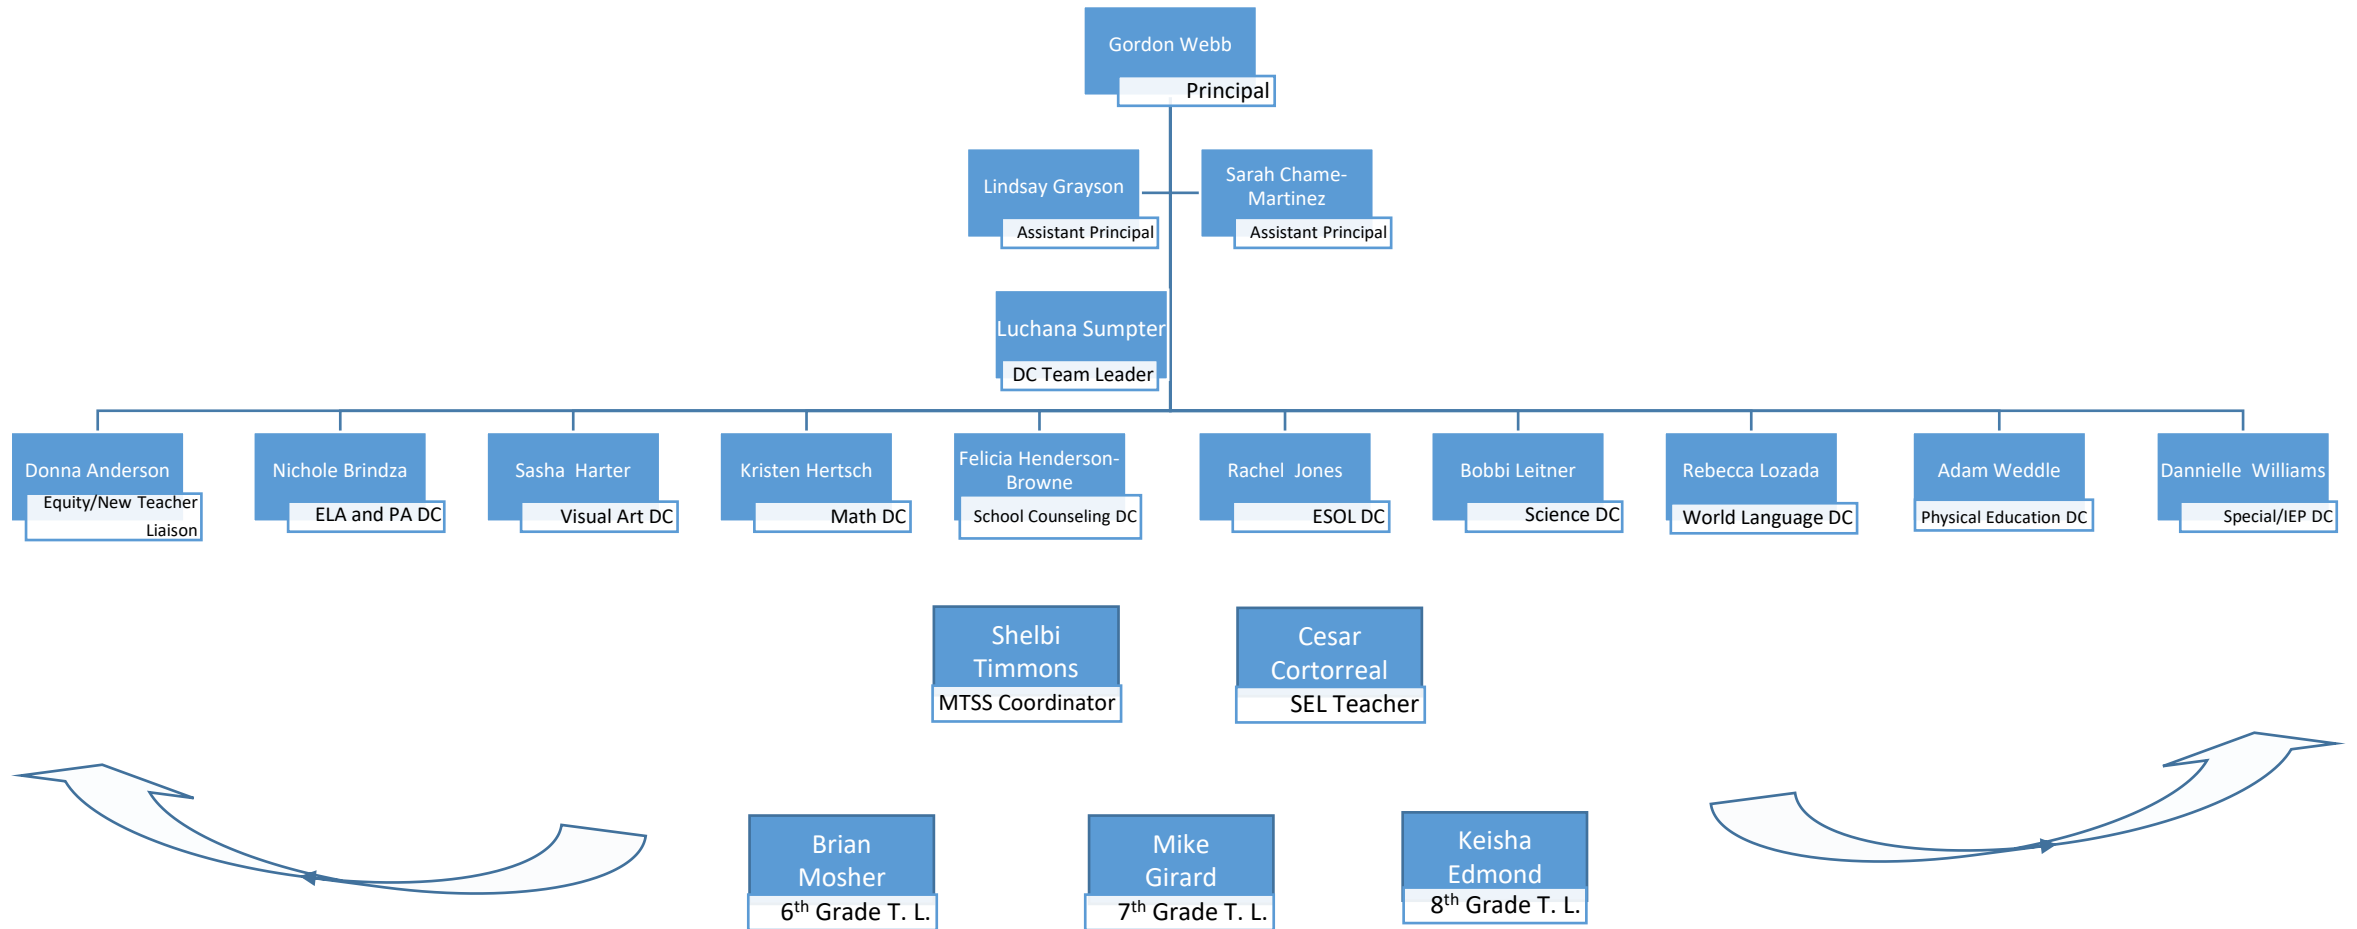 Gordon Webb
Principal
Lindsay Grayson
Assistant Principal
Sarah Chame-
Martinez
Assistant Principal
Luchana Sumpter
DC Team Leader
Donna Anderson
Equity/New Teacher
Liaison
Nichole Brindza
ELA and PA DC
Sasha Harter
Visual Art DC
Kristen Hertsch
Math DC
Felicia Henderson-
Browne
School Counseling DC
Rachel Jones
ESOL DC
Bobbi Leitner
Science DC
Rebecca Lozada
World Language DC
Adam Weddle
Physical Education DC
Dannielle Williams
Special/IEP DC
Shelbi
Timmons
MTSS Coordinator
Cesar
Cortorreal
SEL Teacher
Brian
Mosher
6th Grade T. L.
Mike
Girard
7th Grade T. L.
Keisha
Edmond
8th Grade T. L.